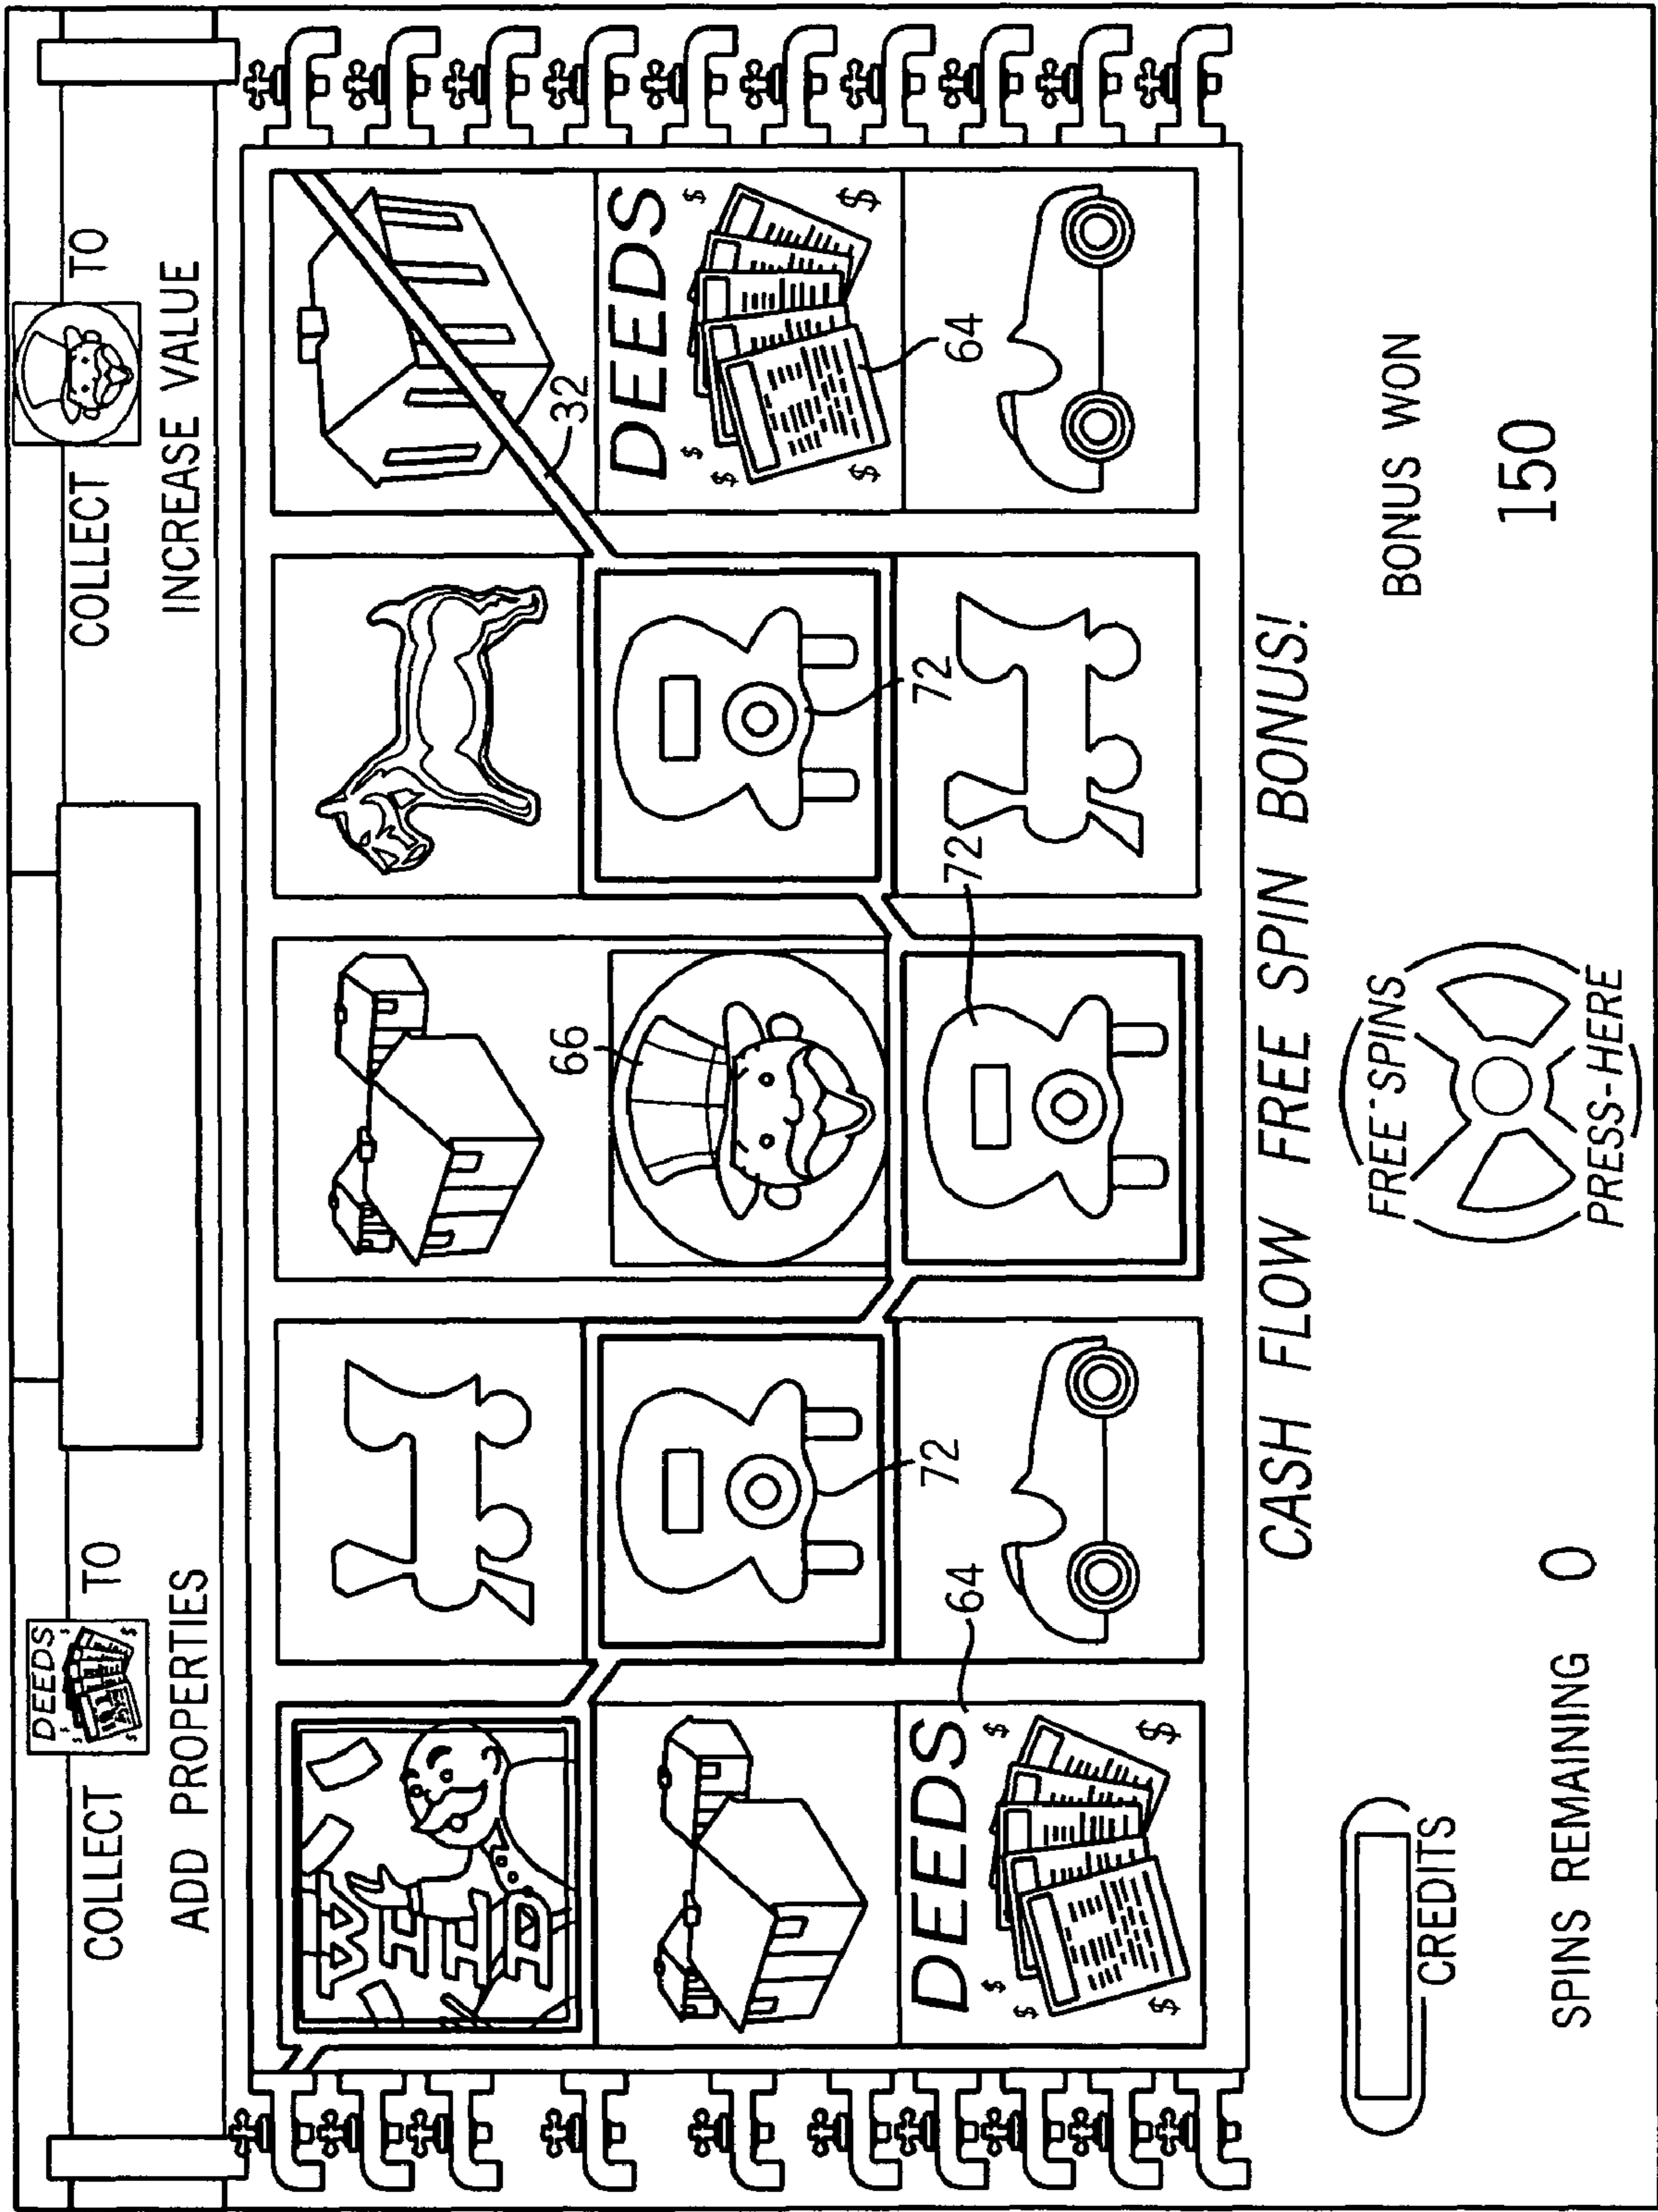 COLLECT DEEDS TO
ADD PROPERTIES
COLLECT TO
INCREASE VALUE
WILD
32
66
DEEDS
64
72
72
72
DEEDS
64
CASH FLOW FREE SPIN BONUS!
CREDITS
FREE SPINS
PRESS-HERE
BONUS WON
150
SPINS REMAINING 0